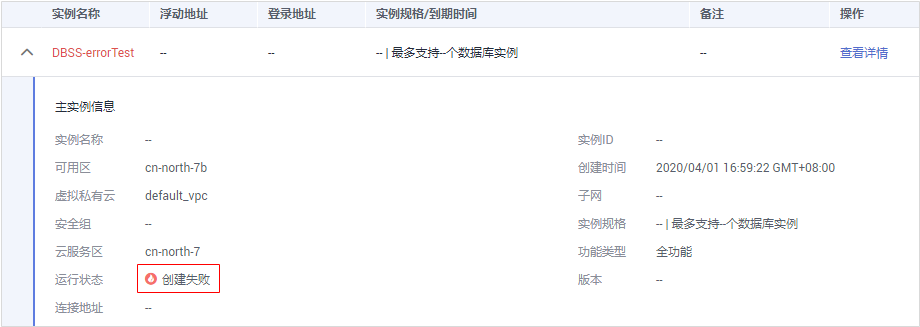 实例名称 浮动地址 登录地址 实例规格/到期时间 备注 操作
DBSS-errorTest -- -- -- | 最多支持--个数据库实例 -- 查看详情
主实例信息
实例名称 -- 实例ID --
可用区 cn-north-7b 创建时间 2020/04/01 16:59:22 GMT+08:00
虚拟私有云 default_vpc 子网 --
安全组 -- 实例规格 -- | 最多支持--个数据库实例
云服务区 cn-north-7 功能类型 全功能
运行状态 创建失败 版本 --
连接地址 --